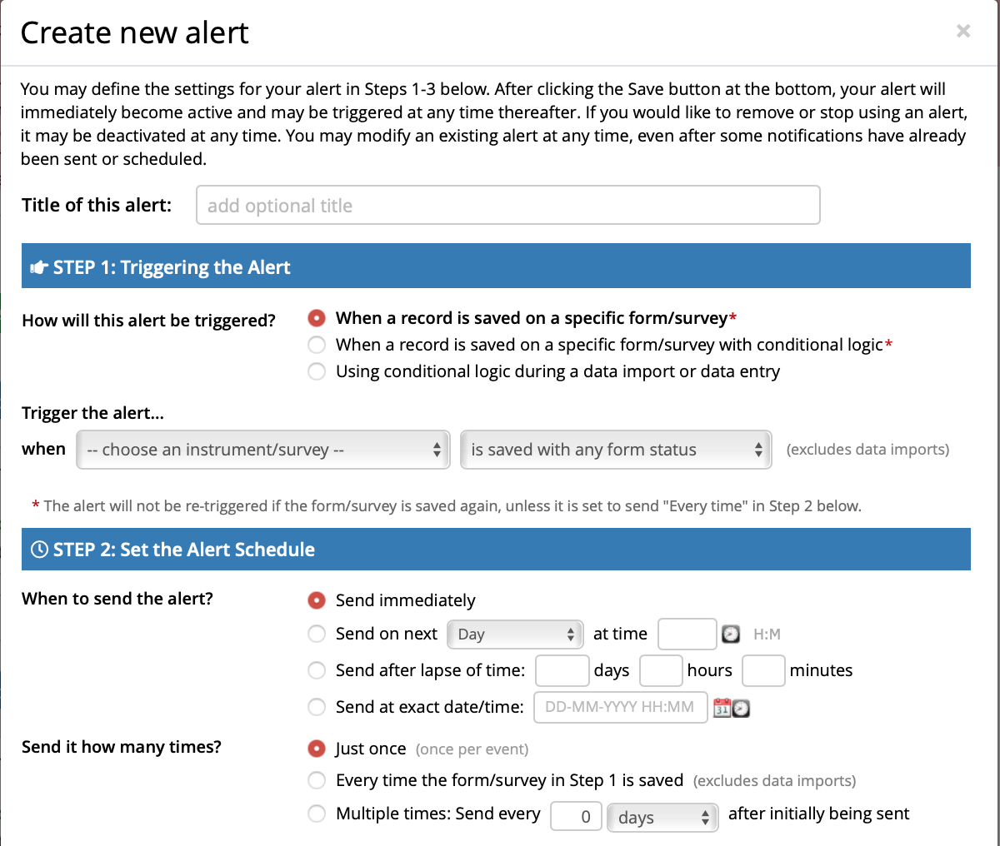 Create new alert
×
You may define the settings for your alert in Steps 1-3 below. After clicking the Save button at the bottom, your alert will
immediately become active and may be triggered at any time thereafter. If you would like to remove or stop using an alert,
it may be deactivated at any time. You may modify an existing alert at any time, even after some notifications have already
been sent or scheduled.
Title of this alert: add optional title
STEP 1: Triggering the Alert
How will this alert be triggered? When a record is saved on a specific form/survey*
When a record is saved on a specific form/survey with conditional logic*
Using conditional logic during a data import or data entry
Trigger the alert...
when -- choose an instrument/survey -- is saved with any form status (excludes data imports)
* The alert will not be re-triggered if the form/survey is saved again, unless it is set to send "Every time" in Step 2 below.
STEP 2: Set the Alert Schedule
When to send the alert? Send immediately
Send on next Day at time H:M
Send after lapse of time: days hours minutes
Send at exact date/time: DD-MM-YYYY HH:MM 31
Send it how many times? Just once (once per event)
Every time the form/survey in Step 1 is saved (excludes data imports)
Multiple times: Send every 0 days after initially being sent